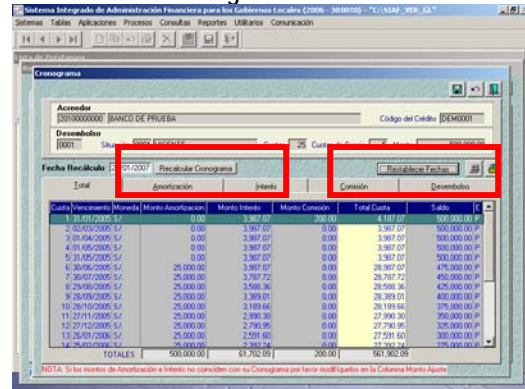 Sistema Integrado de Administración Financiera para los Gobiernos Locales (2006 - 300000) - "C:\SIAF_VER_GL"
Sistemas Tablas Aplicaciones Procesos Consultas Reportes Utilitarios Comunicación
Cronograma
Acreedor
20100000000 BANCO DE PRUEBA Código del Crédito DEM0001
Desembolso
0001 25 5 500,000.00
Fecha Recálculo /01/2007 Recalcular Cronograma Restablecer Fechas
Total Amortización Interés Comisión Desembolso
Cuota Vencimiento Moneda Monto Amortizacion Monto Interés Monto Comisión Total Cuota Saldo E
1 31/01/2005 S/. 0.00 3,987.07 200.00 4,187.07 500,000.00 P
2 02/03/2005 S/. 0.00 3,987.07 0.00 3,987.07 500,000.00 P
3 01/04/2005 S/. 0.00 3,987.07 0.00 3,987.07 500,000.00 P
4 01/05/2005 S/. 0.00 3,987.07 0.00 3,987.07 500,000.00 P
5 31/05/2005 S/. 0.00 3,987.07 0.00 3,987.07 500,000.00 P
6 30/06/2005 S/. 25,000.00 3,987.07 0.00 28,987.07 475,000.00 P
7 30/07/2005 S/. 25,000.00 3,787.72 0.00 28,787.72 450,000.00 P
8 29/08/2005 S/. 25,000.00 3,588.36 0.00 28,588.36 425,000.00 P
9 28/09/2005 S/. 25,000.00 3,389.01 0.00 28,389.01 400,000.00 P
10 28/10/2005 S/. 25,000.00 3,189.66 0.00 28,189.66 375,000.00 P
11 27/11/2005 S/. 25,000.00 2,990.30 0.00 27,990.30 350,000.00 P
12 27/12/2005 S/. 25,000.00 2,790.95 0.00 27,790.95 325,000.00 P
13 26/01/2006 S/. 25,000.00 2,591.60 0.00 27,591.60 300,000.00 P
TOTALES 500,000.00 61,702.09 200.00 561,902.09
NOTA: Si los montos de Amortización e Interés no coinciden con su Cronograma por favor modifíquelos en la Columna Monto Ajuste